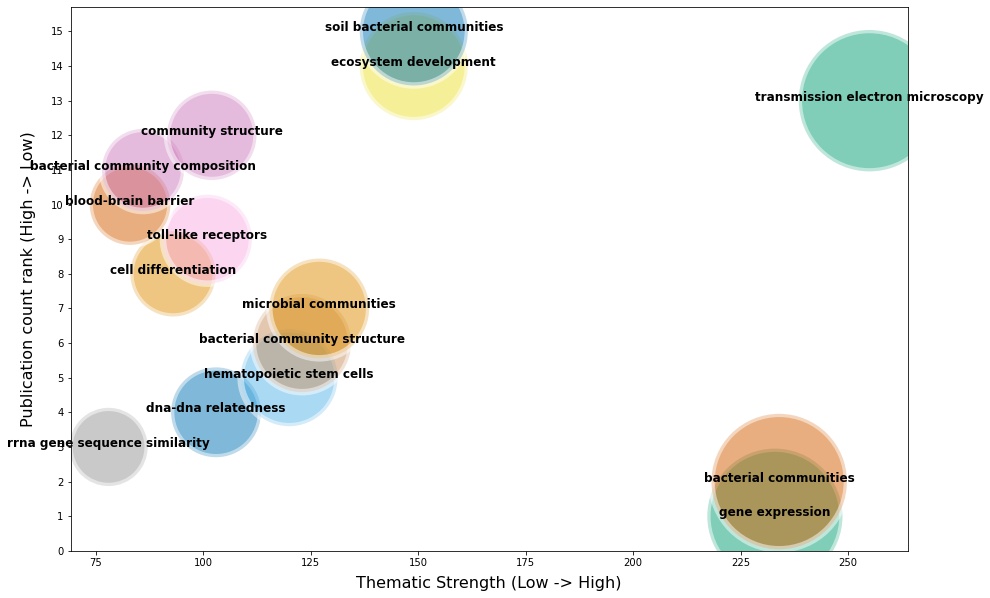 15
soil bacterial communities
14
ecosystem development
13
transmission electron microscopy
12
community structure
11
bacterial community composition
10
blood-brain barrier
9
toll-like receptors
8
cell differentiation
7
microbial communities
6
bacterial community structure
5
hematopoietic stem cells
4
dna-dna relatedness
3
rrna gene sequence similarity
2
bacterial communities
1
gene expression
0
Publication count rank (High -> Low)
75 100 125 150 175 200 225 250
Thematic Strength (Low -> High)